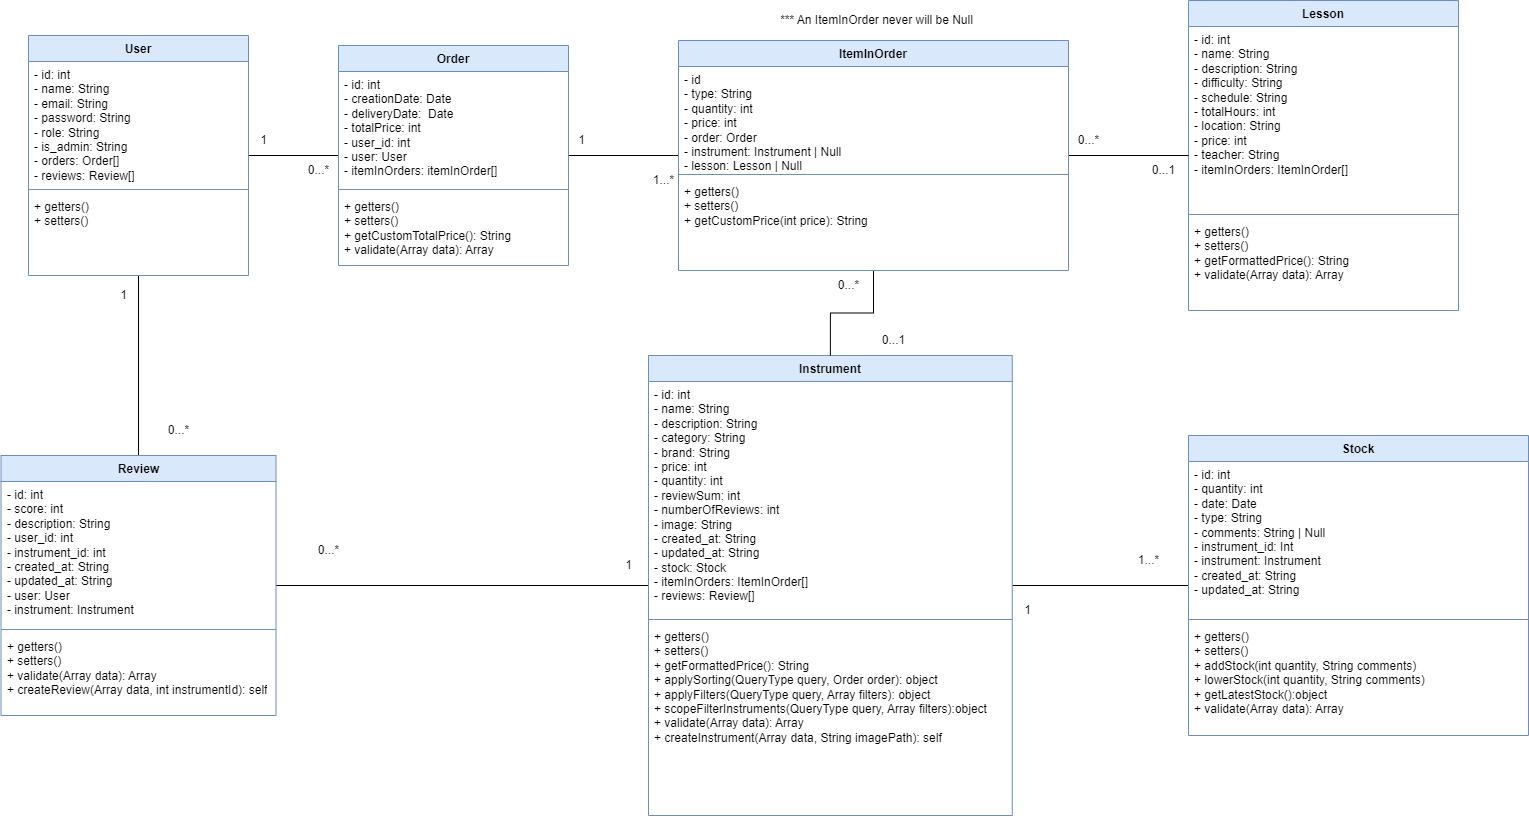 *** An ItemInOrder never will be Null
User
- id: int
- name: String
- email: String
- password: String
- role: String
- is_admin: String
- orders: Order[]
- reviews: Review[]
+ getters()
+ setters()
1
0...*
Order
- id: int
- creationDate: Date
- deliveryDate:  Date
- totalPrice: int
- user_id: int
- user: User
- itemInOrders: itemInOrder[]
+ getters()
+ setters()
+ getCustomTotalPrice(): String
+ validate(Array data): Array
1
1...*
ItemInOrder
- id
- type: String
- quantity: int
- price: int
- order: Order
- instrument: Instrument | Null
- lesson: Lesson | Null
+ getters()
+ setters()
+ getCustomPrice(int price): String
0...*
0...1
Lesson
- id: int
- name: String
- description: String
- difficulty: String
- schedule: String
- totalHours: int
- location: String
- price: int
- teacher: String
- itemInOrders: ItemInOrder[]
+ getters()
+ setters()
+ getFormattedPrice(): String
+ validate(Array data): Array
1
0...*
0...*
0...1
Review
- id: int
- score: int
- description: String
- user_id: int
- instrument_id: int
- created_at: String
- updated_at: String
- user: User
- instrument: Instrument
+ getters()
+ setters()
+ validate(Array data): Array
+ createReview(Array data, int instrumentId): self
0...*
1
Instrument
- id: int
- name: String
- description: String
- category: String
- brand: String
- price: int
- quantity: int
- reviewSum: int
- numberOfReviews: int
- image: String
- created_at: String
- updated_at: String
- stock: Stock
- itemInOrders: ItemInOrder[]
- reviews: Review[]
+ getters()
+ setters()
+ getFormattedPrice(): String
+ applySorting(QueryType query, Order order): object
+ applyFilters(QueryType query, Array filters): object
+ scopeFilterInstruments(QueryType query, Array filters):object
+ validate(Array data): Array
+ createInstrument(Array data, String imagePath): self
1...*
1
Stock
- id: int
- quantity: int
- date: Date
- type: String
- comments: String | Null
- instrument_id: Int
- instrument: Instrument
- created_at: String
- updated_at: String
+ getters()
+ setters()
+ addStock(int quantity, String comments)
+ lowerStock(int quantity, String comments)
+ getLatestStock():object
+ validate(Array data): Array